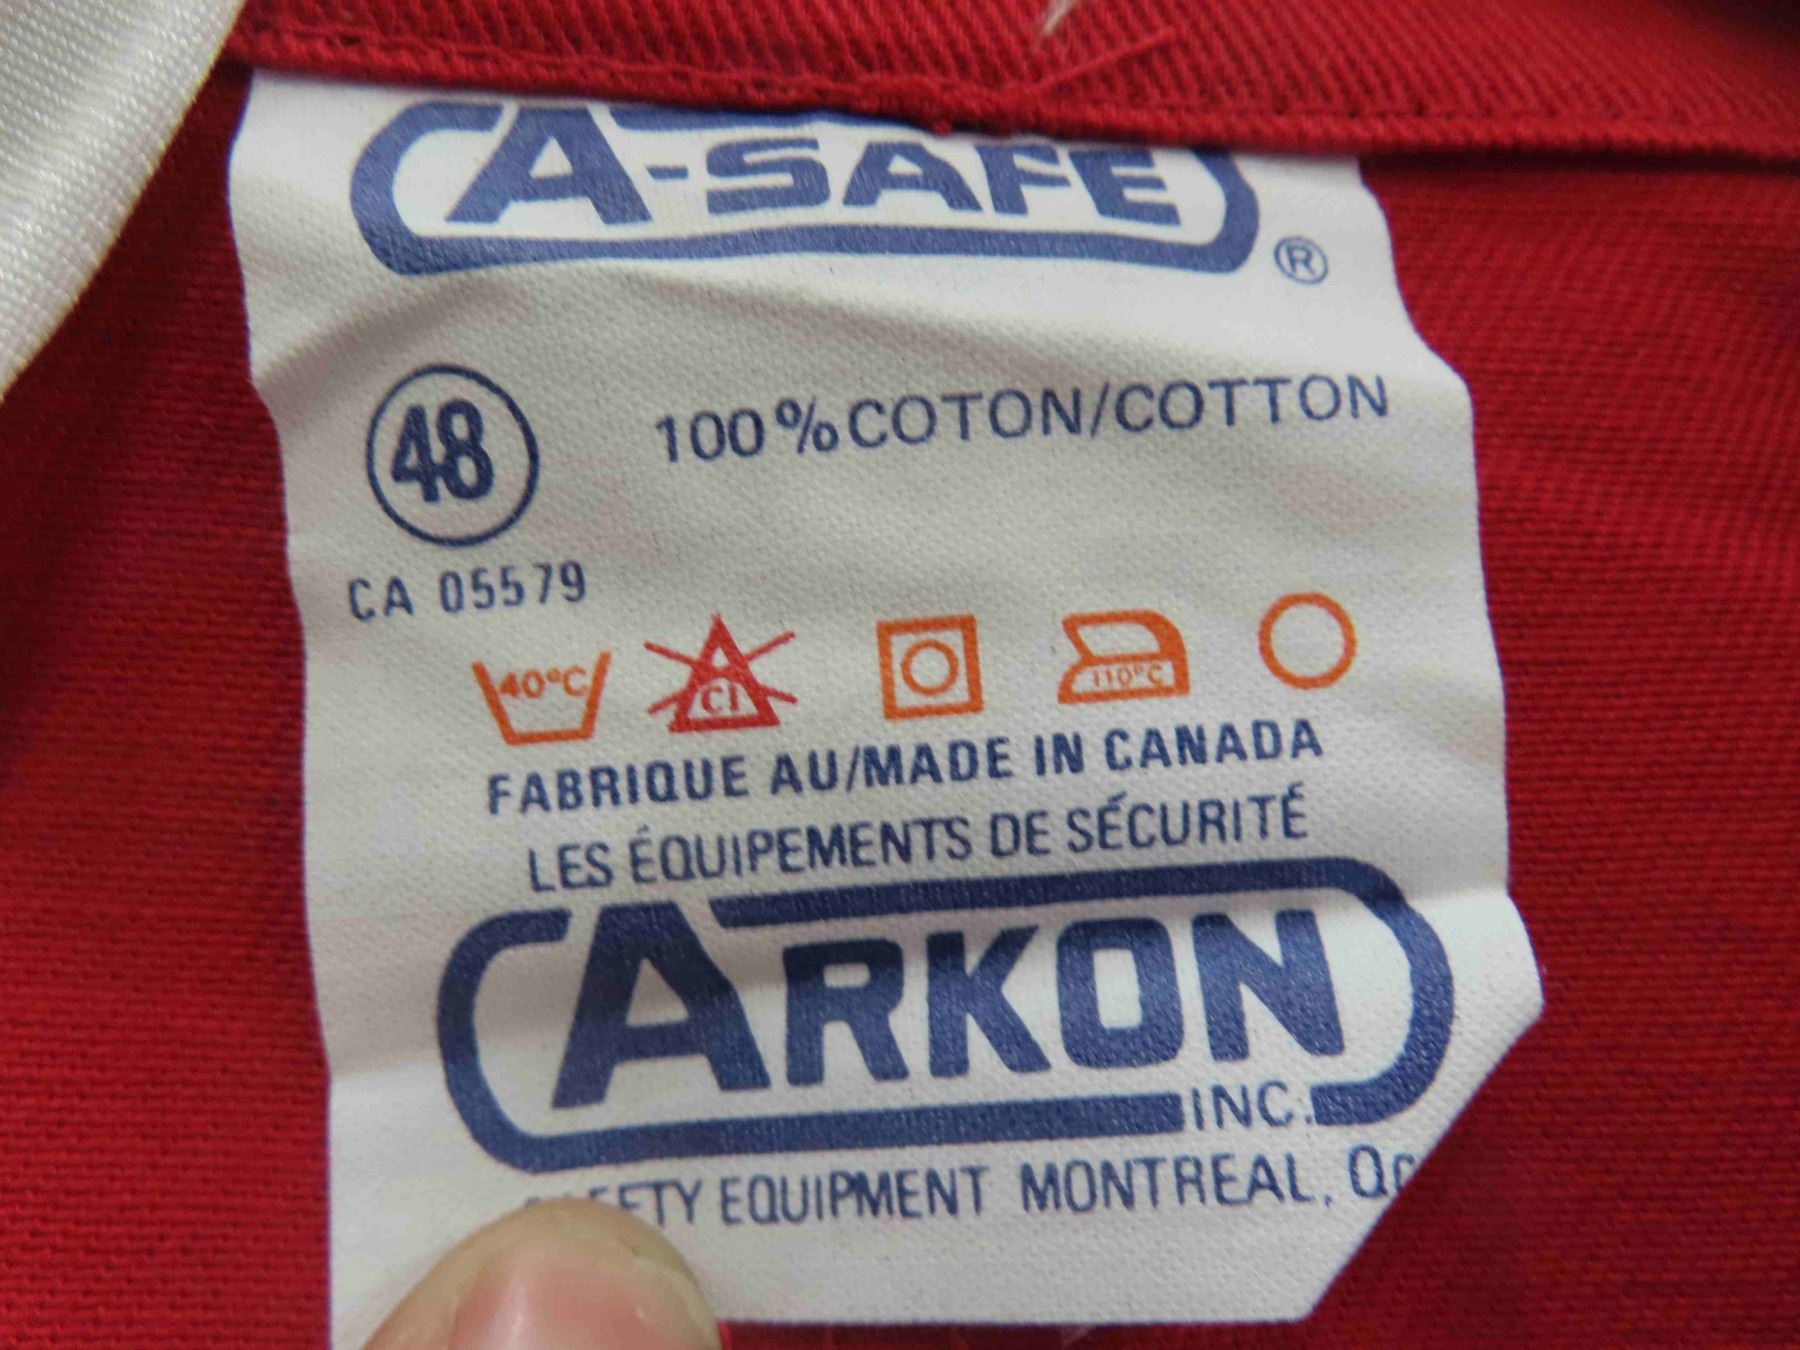 A-SAFE
®
48
100% COTON/COTTON
CA 05579
40°C
Cl
110°C
FABRIQUE AU/MADE IN CANADA
LES ÉQUIPEMENTS DE SÉCURITÉ
ARKON
INC.
EQUIPMENT MONTREAL,